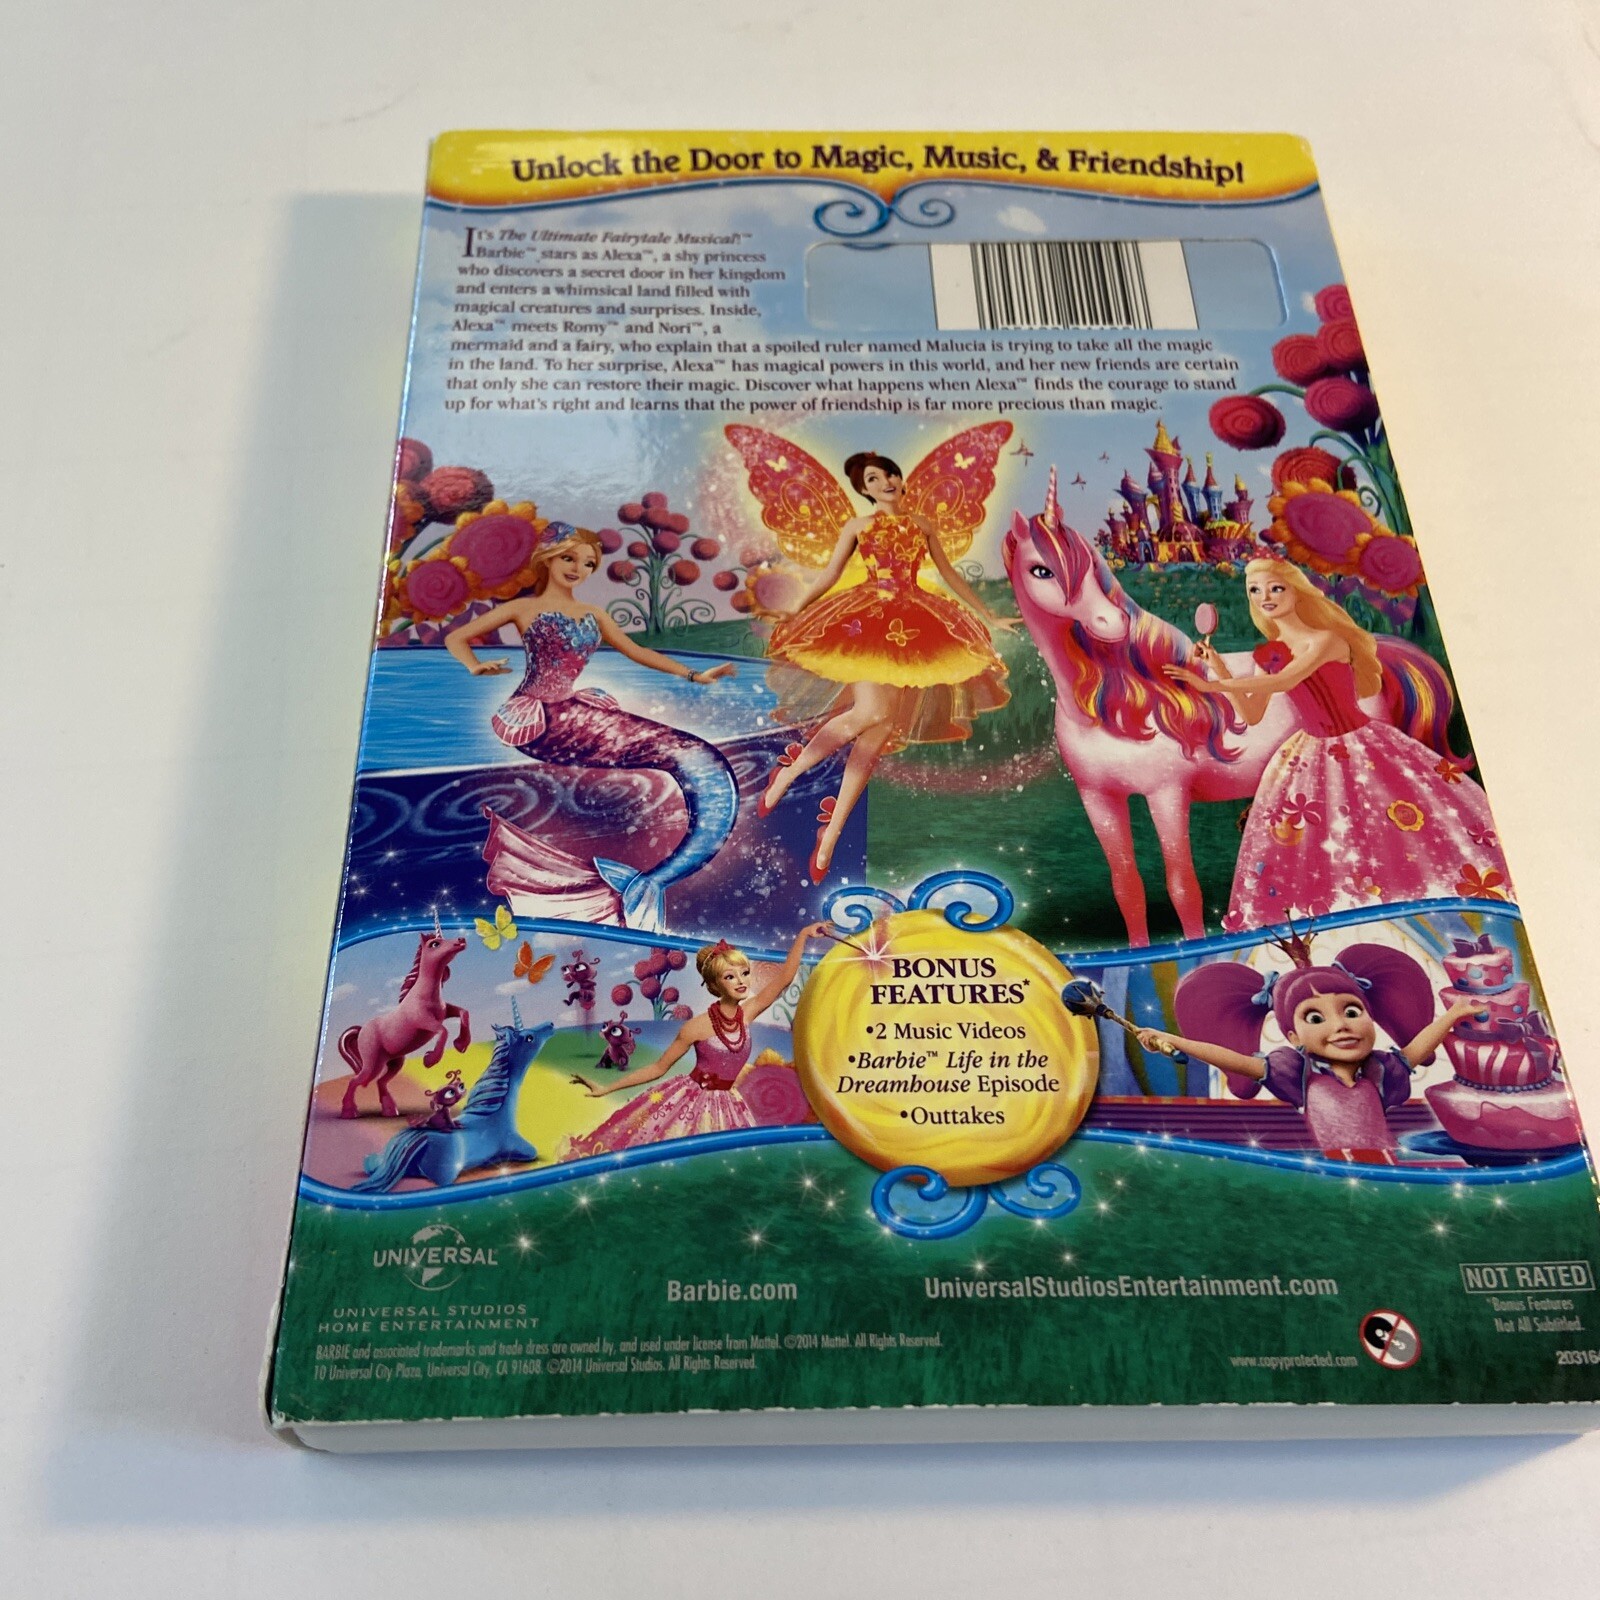 Unlock the Door to Magic, Music, & Friendship!
It's The Ultimate Fairytale Musical!™
Barbie™ stars as Alexa™, a shy princess
who discovers a secret door in her kingdom
and enters a whimsical land filled with
magical creatures and surprises. Inside,
Alexa™ meets Romy™ and Nori™, a
mermaid and a fairy, who explain that a spoiled ruler named Malucia is trying to take all the magic
in the land. To her surprise, Alexa™ has magical powers in this world, and her new friends are certain
that only she can restore their magic. Discover what happens when Alexa™ finds the courage to stand
up for what's right and learns that the power of friendship is far more precious than magic.
BONUS
FEATURES*
•2 Music Videos
•Barbie™ Life in the
Dreamhouse Episode
•Outtakes
UNIVERSAL
UNIVERSAL STUDIOS
HOME ENTERTAINMENT
Barbie.com
UniversalStudiosEntertainment.com
NOT RATED
*Bonus Features
Not All Subtitled.
BARBIE and associated trademarks and trade dress are owned by, and used under license from Mattel. ©2014 Mattel. All Rights Reserved.
10 Universal City Plaza, Universal City, CA 91608. ©2014 Universal Studios. All Rights Reserved.
www.copyprotected.com
203164